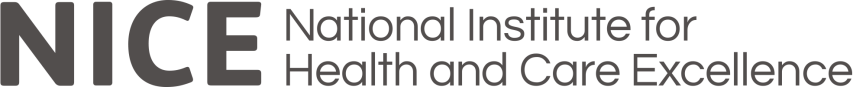 NICE National Institute for
Health and Care Excellence